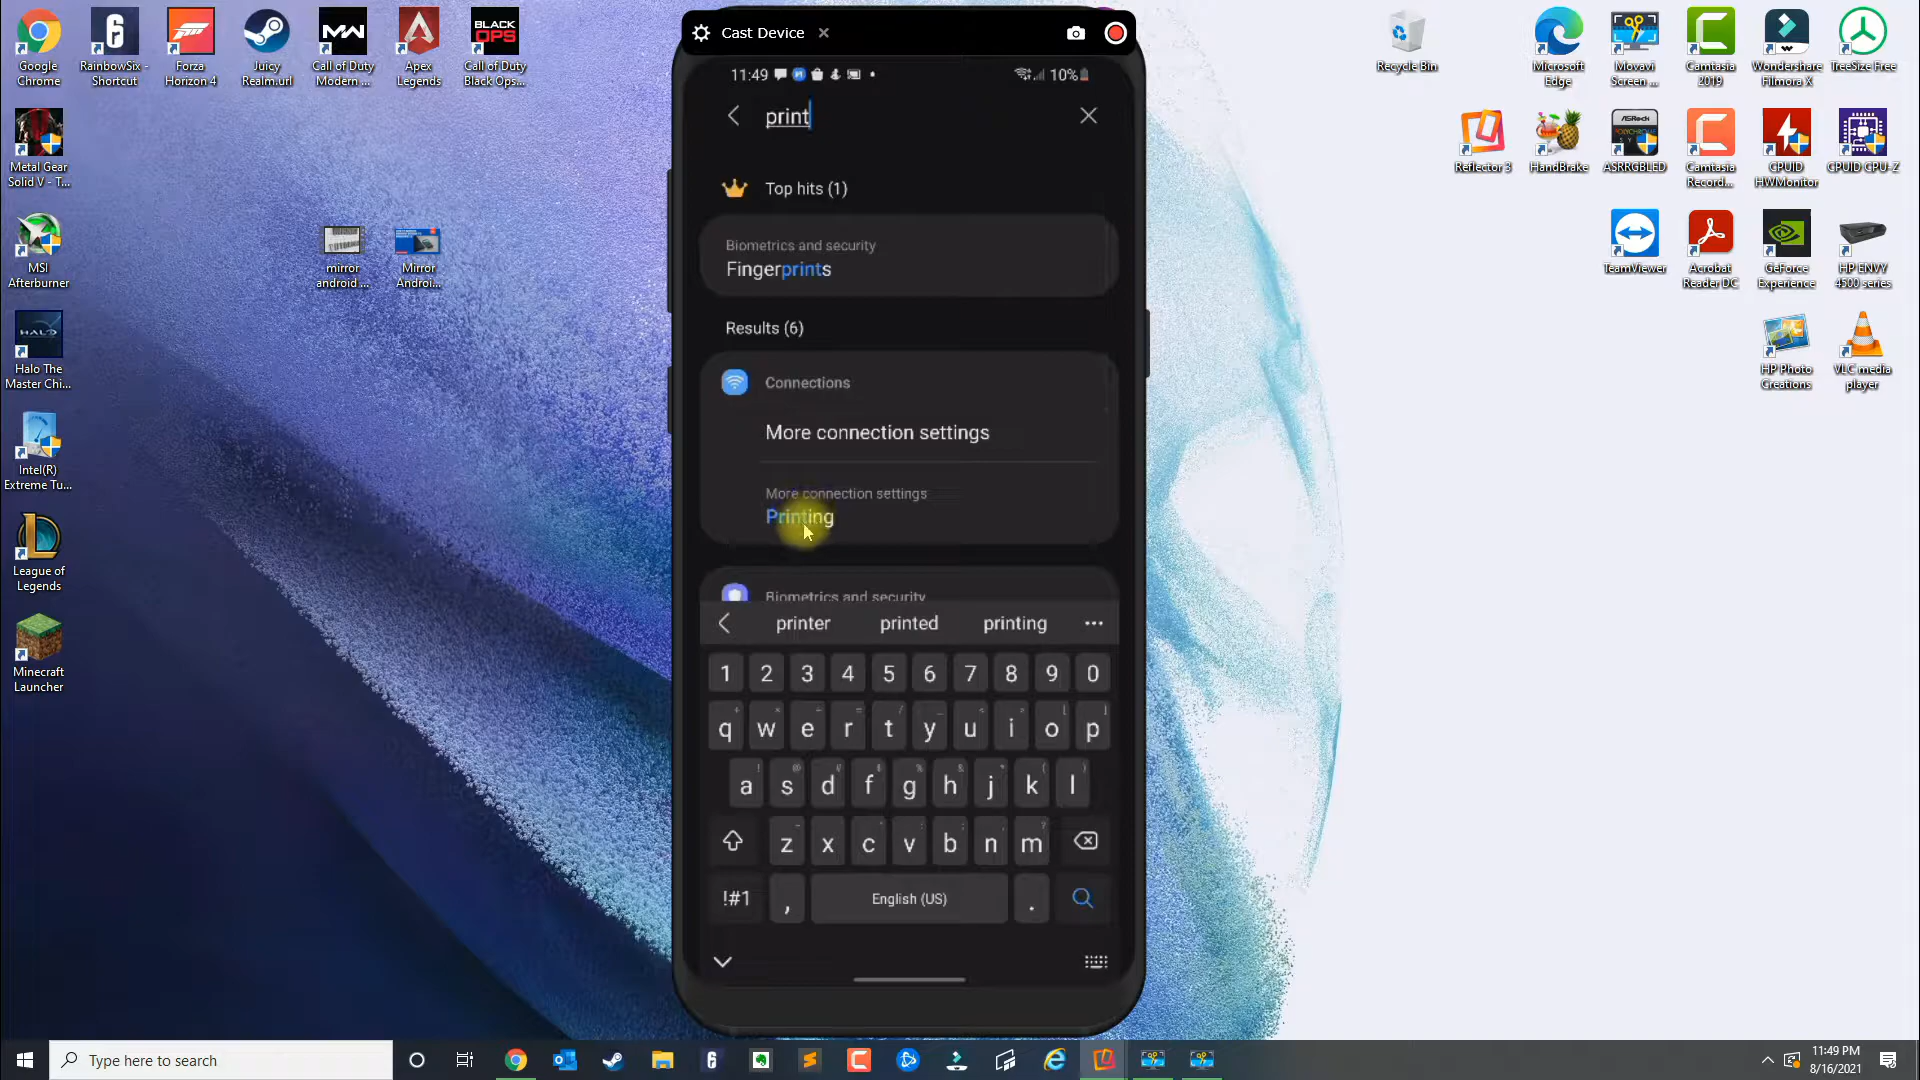 Cast Device
11:49
10%
print
Top hits (1)
Biometrics and security
Fingerprints
Results (6)
Connections
More connection settings
More connection settings
Printing
Biometrics and security
printer printed printing
1 2 3 4 5 6 7 8 9 0
q w e r t y u i o p
a s d f g h j k l
z x c v b n m
!#1 , English (US) .
Google
Chrome
RainbowSix -
Shortcut
Forza
Horizon 4
Juicy
Realm.url
Call of Duty
Modern ...
Apex
Legends
BLACK
OPS
Call of Duty
Black Ops...
Metal Gear
Solid V - T...
MSI
Afterburner
mirror
android ...
Mirror
Androi...
HALO
Halo The
Master Chi...
Intel(R)
Extreme Tu...
League of
Legends
Minecraft
Launcher
Recycle Bin
Microsoft
Edge
Movavi
Screen ...
Camtasia
2019
Wondershare
Filmora X
TreeSize Free
Reflector 3
HandBrake
ASRock
ASRRGBLED
Camtasia
Record...
CPUID
HWMonitor
CPUID CPU-Z
TeamViewer
Acrobat
Reader DC
GeForce
Experience
HP ENVY
4500 series
HP Photo
Creations
VLC media
player
Type here to search
11:49 PM
8/16/2021